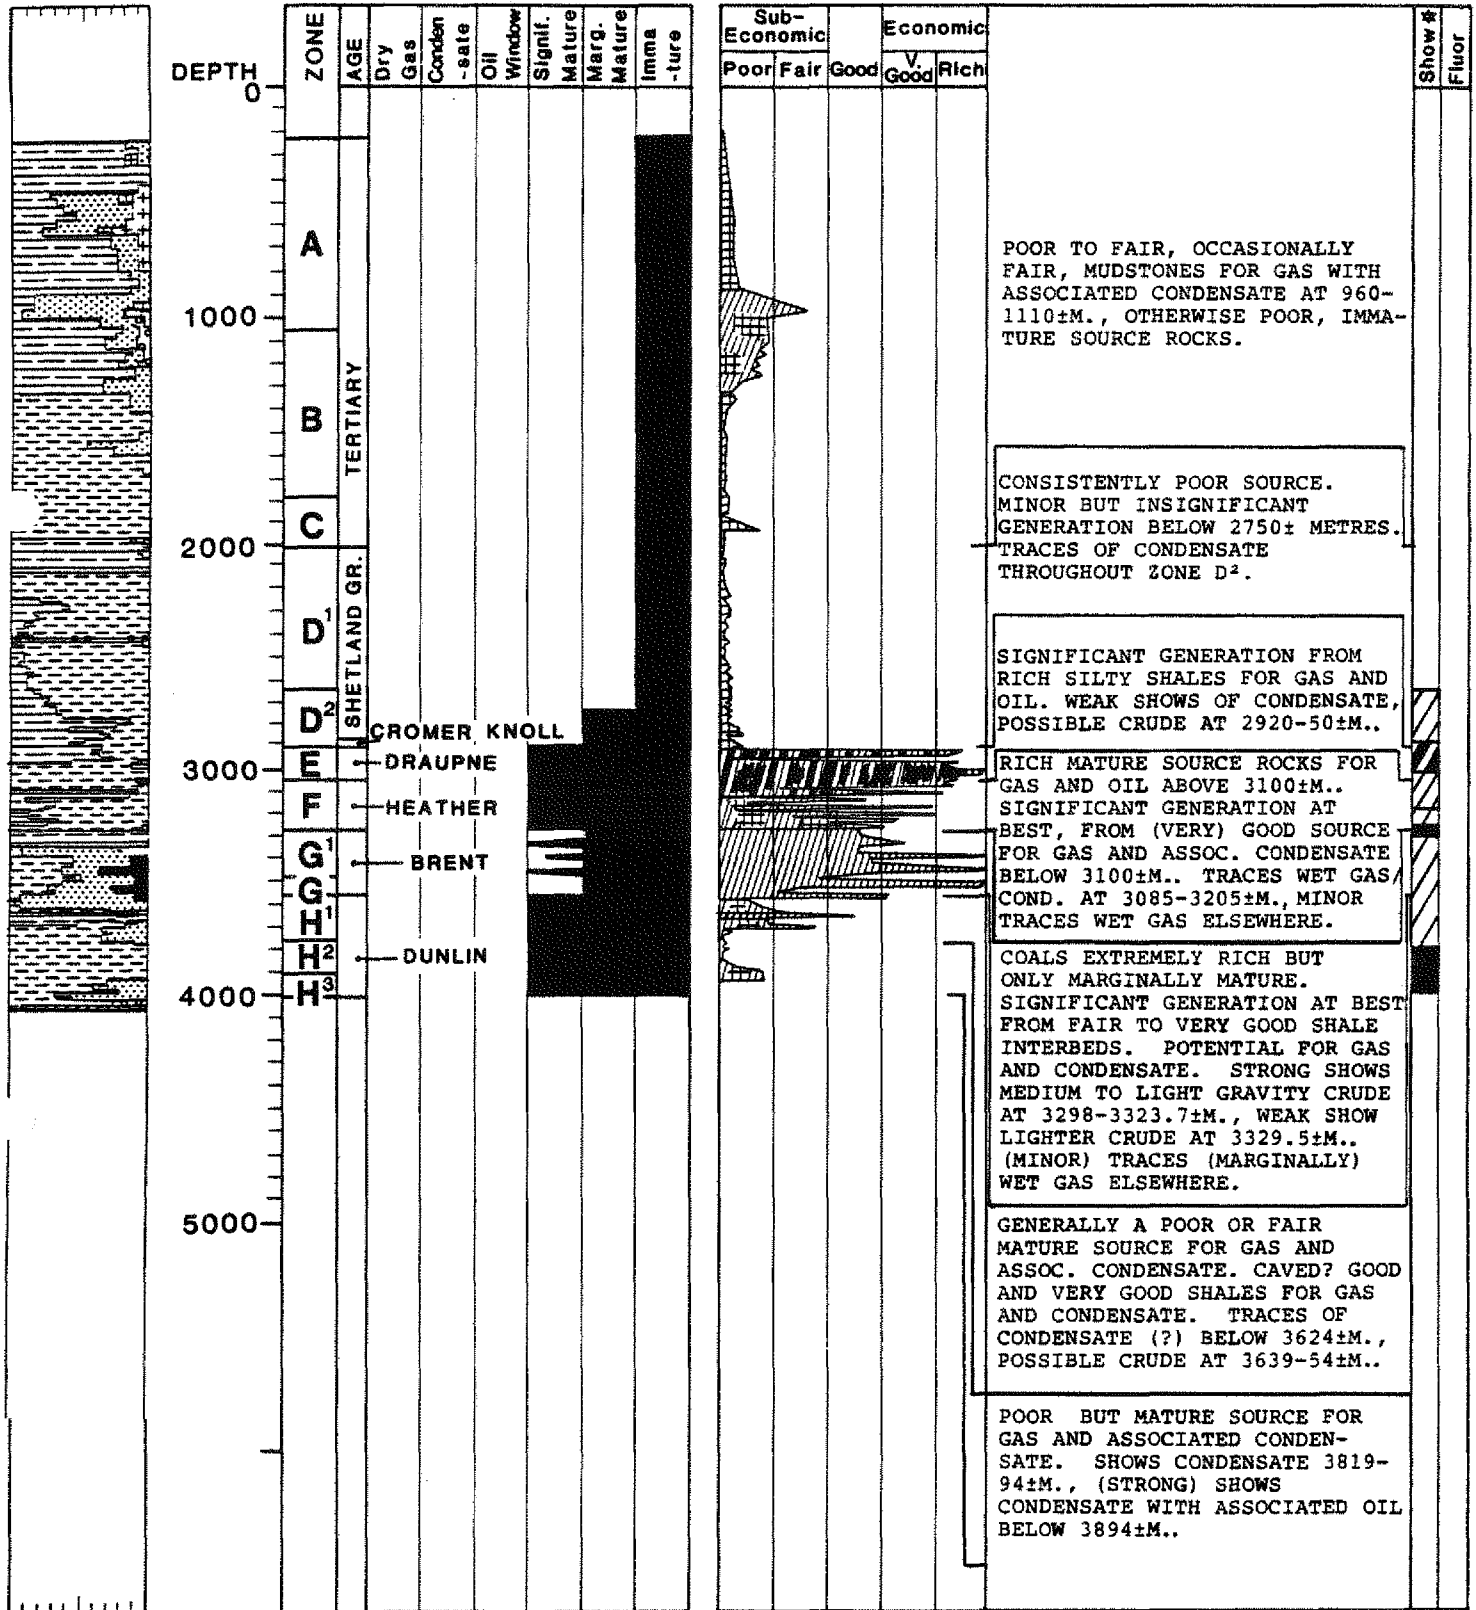 DEPTH
ZONE
AGE
Dry Gas
Conden -sate
Oil Window
Signif. Mature
Marg. Mature
Imma -ture
Sub-
Economic
Economic
Poor
Fair
Good
V. Good
Rich
Show*
Fluor
0
1000
2000
3000
4000
5000
A
B
C
D1
D2
E
F
G1
G
H1
H2
H3
TERTIARY
SHETLAND GR.
CROMER KNOLL
DRAUPNE
HEATHER
BRENT
DUNLIN
POOR TO FAIR, OCCASIONALLY
FAIR, MUDSTONES FOR GAS WITH
ASSOCIATED CONDENSATE AT 960-
1110±M., OTHERWISE POOR, IMMA-
TURE SOURCE ROCKS.
CONSISTENTLY POOR SOURCE.
MINOR BUT INSIGNIFICANT
GENERATION BELOW 2750± METRES.
TRACES OF CONDENSATE
THROUGHOUT ZONE D².
SIGNIFICANT GENERATION FROM
RICH SILTY SHALES FOR GAS AND
OIL. WEAK SHOWS OF CONDENSATE,
POSSIBLE CRUDE AT 2920-50±M..
RICH MATURE SOURCE ROCKS FOR
GAS AND OIL ABOVE 3100±M..
SIGNIFICANT GENERATION AT
BEST, FROM (VERY) GOOD SOURCE
FOR GAS AND ASSOC. CONDENSATE
BELOW 3100±M.. TRACES WET GAS/
COND. AT 3085-3205±M., MINOR
TRACES WET GAS ELSEWHERE.
COALS EXTREMELY RICH BUT
ONLY MARGINALLY MATURE.
SIGNIFICANT GENERATION AT BEST
FROM FAIR TO VERY GOOD SHALE
INTERBEDS. POTENTIAL FOR GAS
AND CONDENSATE. STRONG SHOWS
MEDIUM TO LIGHT GRAVITY CRUDE
AT 3298-3323.7±M., WEAK SHOW
LIGHTER CRUDE AT 3329.5±M..
(MINOR) TRACES (MARGINALLY)
WET GAS ELSEWHERE.
GENERALLY A POOR OR FAIR
MATURE SOURCE FOR GAS AND
ASSOC. CONDENSATE. CAVED? GOOD
AND VERY GOOD SHALES FOR GAS
AND CONDENSATE. TRACES OF
CONDENSATE (?) BELOW 3624±M.,
POSSIBLE CRUDE AT 3639-54±M..
POOR BUT MATURE SOURCE FOR
GAS AND ASSOCIATED CONDEN-
SATE. SHOWS CONDENSATE 3819-
94±M., (STRONG) SHOWS
CONDENSATE WITH ASSOCIATED OIL
BELOW 3894±M..